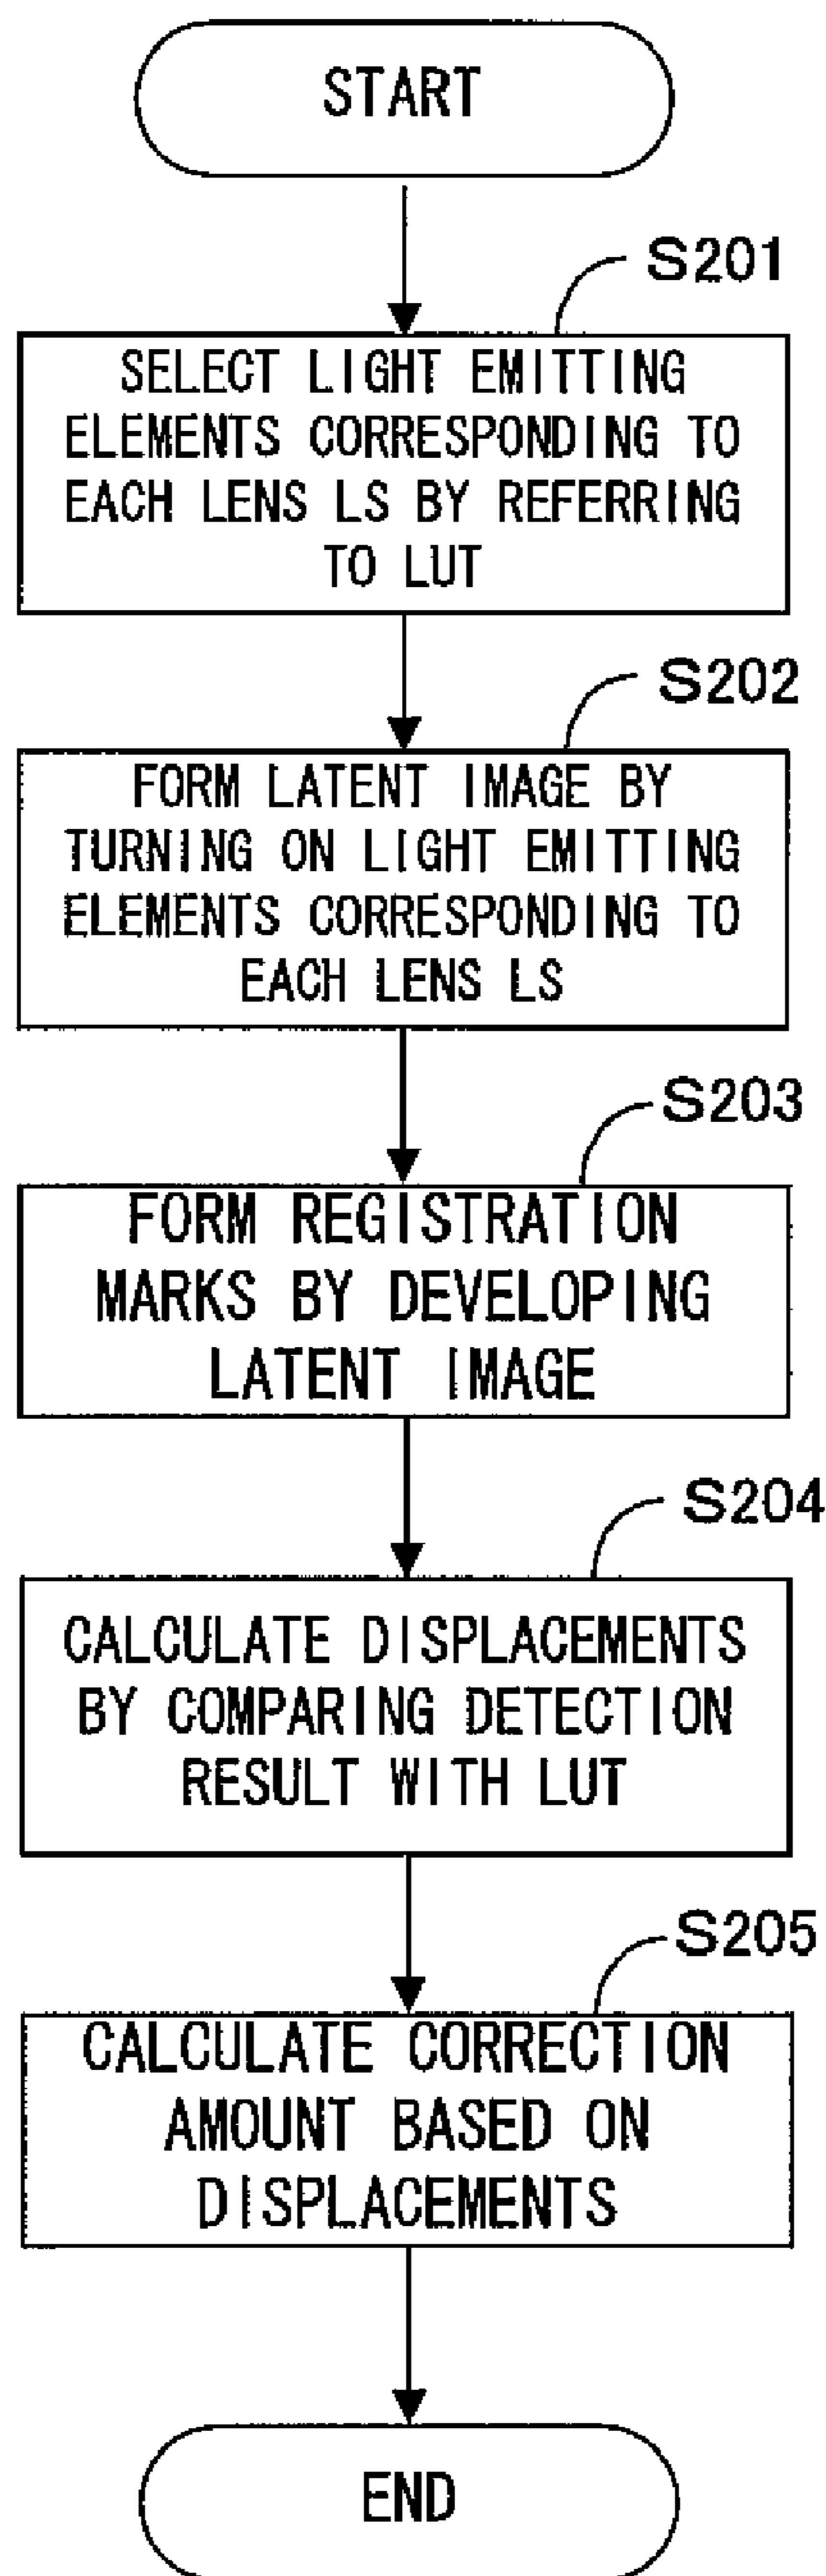 START
S201
SELECT LIGHT EMITTING
ELEMENTS CORRESPONDING TO
EACH LENS LS BY REFERRING
TO LUT
S202
FORM LATENT IMAGE BY
TURNING ON LIGHT EMITTING
ELEMENTS CORRESPONDING TO
EACH LENS LS
S203
FORM REGISTRATION
MARKS BY DEVELOPING
LATENT IMAGE
S204
CALCULATE DISPLACEMENTS
BY COMPARING DETECTION
RESULT WITH LUT
S205
CALCULATE CORRECTION
AMOUNT BASED ON
DISPLACEMENTS
END